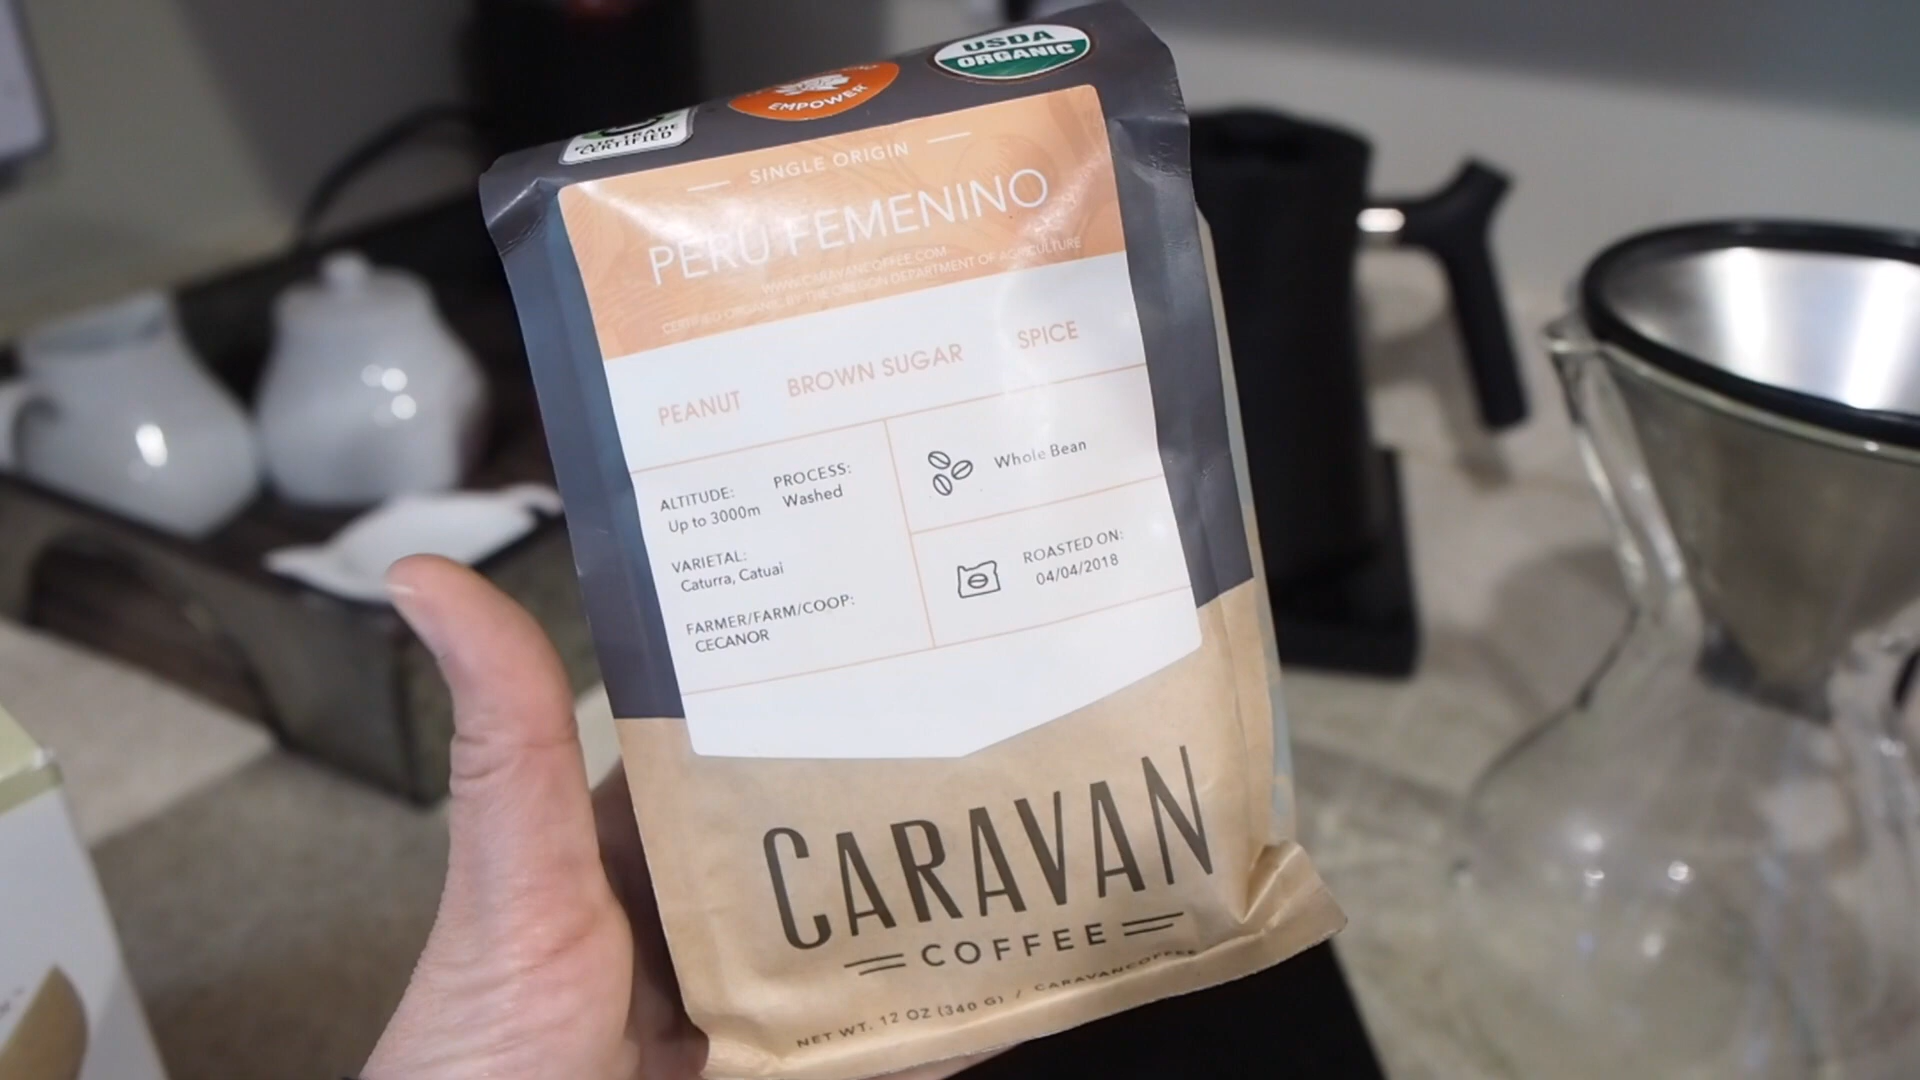 USDA
ORGANIC
EMPOWER
FAIR TRADE
CERTIFIED
SINGLE ORIGIN
PERU FEMENINO
WWW.CARAVANCOFFEE.COM
CERTIFIED ORGANIC BY THE OREGON DEPARTMENT OF AGRICULTURE
PEANUT BROWN SUGAR SPICE
ALTITUDE:
Up to 3000m
PROCESS:
Washed
VARIETAL:
Caturra, Catuai
FARMER/FARM/COOP:
CECANOR
Whole Bean
ROASTED ON:
04/04/2018
CARAVAN
COFFEE
NET WT. 12 OZ (340 G) / CARAVANCOFFEE